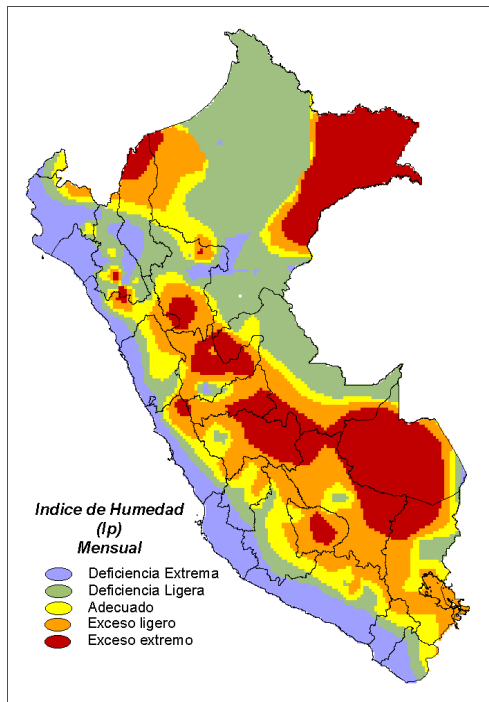 Indice de Humedad
(Ip)
Mensual
Deficiencia Extrema
Deficiencia Ligera
Adecuado
Exceso ligero
Exceso extremo